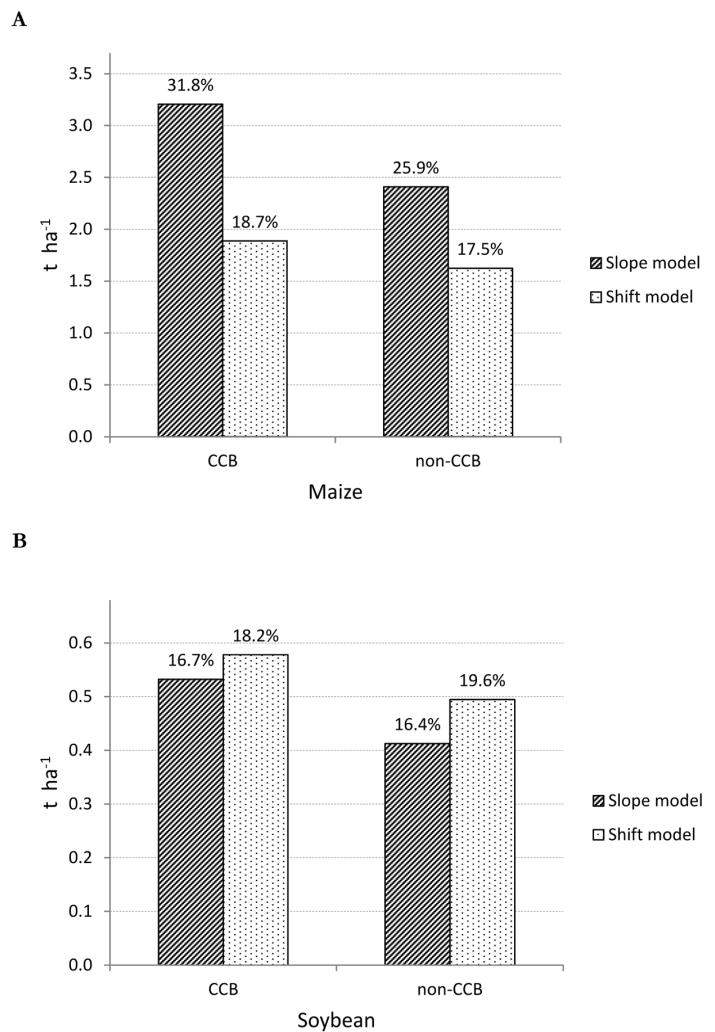 A
3.5
3.0
2.5
2.0
1.5
1.0
0.5
0.0
t ha-1
31.8%
18.7%
25.9%
17.5%
CCB
non-CCB
Maize
Slope model
Shift model
B
0.6
0.5
0.4
0.3
0.2
0.1
0.0
t ha-1
16.7%
18.2%
16.4%
19.6%
CCB
non-CCB
Soybean
Slope model
Shift model